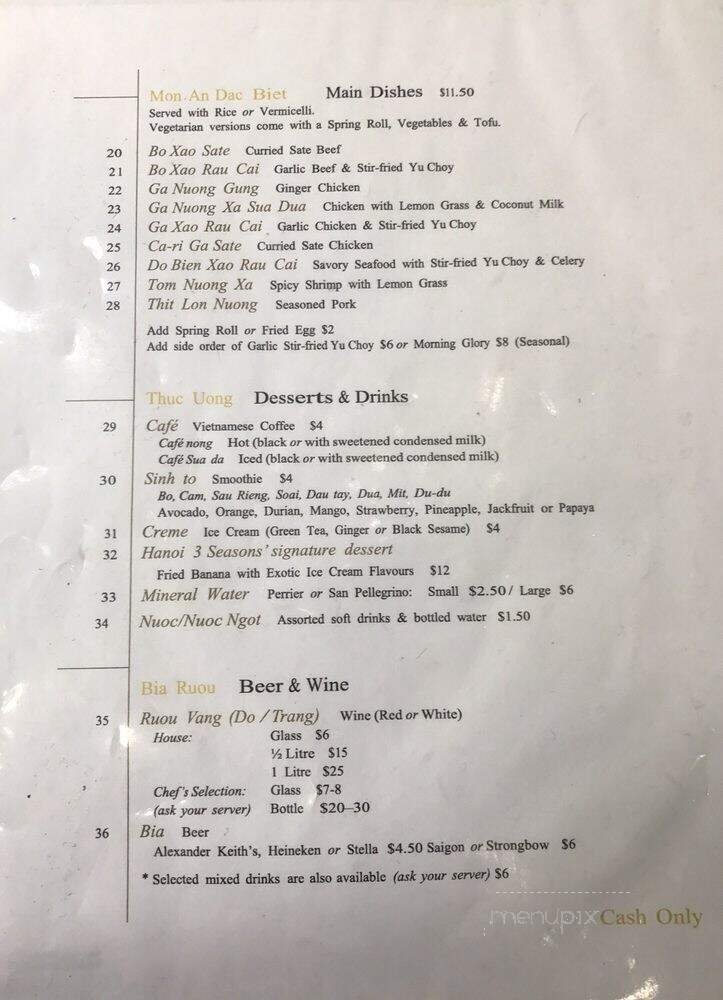 Mon An Dac Biet Main Dishes $11.50
Served with Rice or Vermicelli.
Vegetarian versions come with a Spring Roll, Vegetables & Tofu.
20 Bo Xao Sate Curried Sate Beef
21 Bo Xao Rau Cai Garlic Beef & Stir-fried Yu Choy
22 Ga Nuong Gung Ginger Chicken
23 Ga Nuong Xa Sua Dua Chicken with Lemon Grass & Coconut Milk
24 Ga Xao Rau Cai Garlic Chicken & Stir-fried Yu Choy
25 Ca-ri Ga Sate Curried Sate Chicken
26 Do Bien Xao Rau Cai Savory Seafood with Stir-fried Yu Choy & Celery
27 Tom Nuong Xa Spicy Shrimp with Lemon Grass
28 Thit Lon Nuong Seasoned Pork
Add Spring Roll or Fried Egg $2
Add side order of Garlic Stir-fried Yu Choy $6 or Morning Glory $8 (Seasonal)
Thuc Uong Desserts & Drinks
29 Café Vietnamese Coffee $4
Café nong Hot (black or with sweetened condensed milk)
Café Sua da Iced (black or with sweetened condensed milk)
30 Sinh to Smoothie $4
Bo, Cam, Sau Rieng, Soai, Dau tay, Dua, Mit, Du-du
Avocado, Orange, Durian, Mango, Strawberry, Pineapple, Jackfruit or Papaya
31 Creme Ice Cream (Green Tea, Ginger or Black Sesame) $4
32 Hanoi 3 Seasons' signature dessert
Fried Banana with Exotic Ice Cream Flavours $12
33 Mineral Water Perrier or San Pellegrino: Small $2.50 / Large $6
34 Nuoc/Nuoc Ngot Assorted soft drinks & bottled water $1.50
Bia Ruou Beer & Wine
35 Ruou Vang (Do / Trang) Wine (Red or White)
House: Glass $6
½ Litre $15
1 Litre $25
Chef's Selection: Glass $7-8
(ask your server) Bottle $20–30
36 Bia Beer
Alexander Keith's, Heineken or Stella $4.50 Saigon or Strongbow $6
* Selected mixed drinks are also available (ask your server) $6
menupix Cash Only